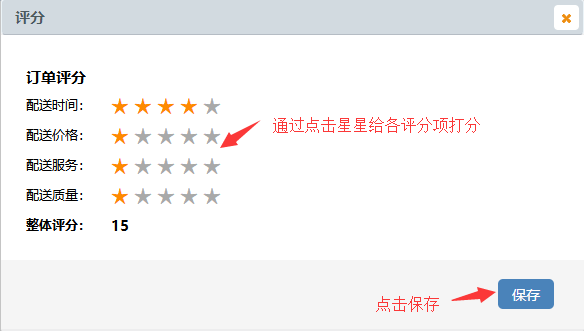 评分
订单评分
配送时间：
配送价格：
通过点击星星给各评分项打分
配送服务：
配送质量：
整体评分： 15
点击保存
保存